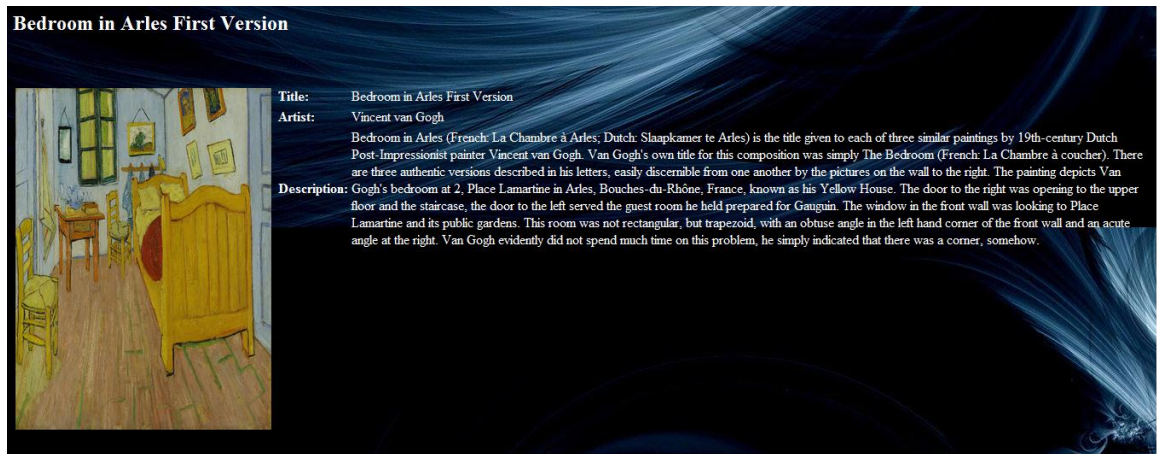 Bedroom in Arles First Version
Title: Bedroom in Arles First Version
Artist: Vincent van Gogh
Bedroom in Arles (French: La Chambre à Arles; Dutch: Slaapkamer te Arles) is the title given to each of three similar paintings by 19th-century Dutch
Post-Impressionist painter Vincent van Gogh. Van Gogh's own title for this composition was simply The Bedroom (French: La Chambre à coucher). There
are three authentic versions described in his letters, easily discernible from one another by the pictures on the wall to the right. The painting depicts Van
Description: Gogh's bedroom at 2, Place Lamartine in Arles, Bouches-du-Rhône, France, known as his Yellow House. The door to the right was opening to the upper
floor and the staircase, the door to the left served the guest room he held prepared for Gauguin. The window in the front wall was looking to Place
Lamartine and its public gardens. This room was not rectangular, but trapezoid, with an obtuse angle in the left hand corner of the front wall and an acute
angle at the right. Van Gogh evidently did not spend much time on this problem, he simply indicated that there was a corner, somehow.